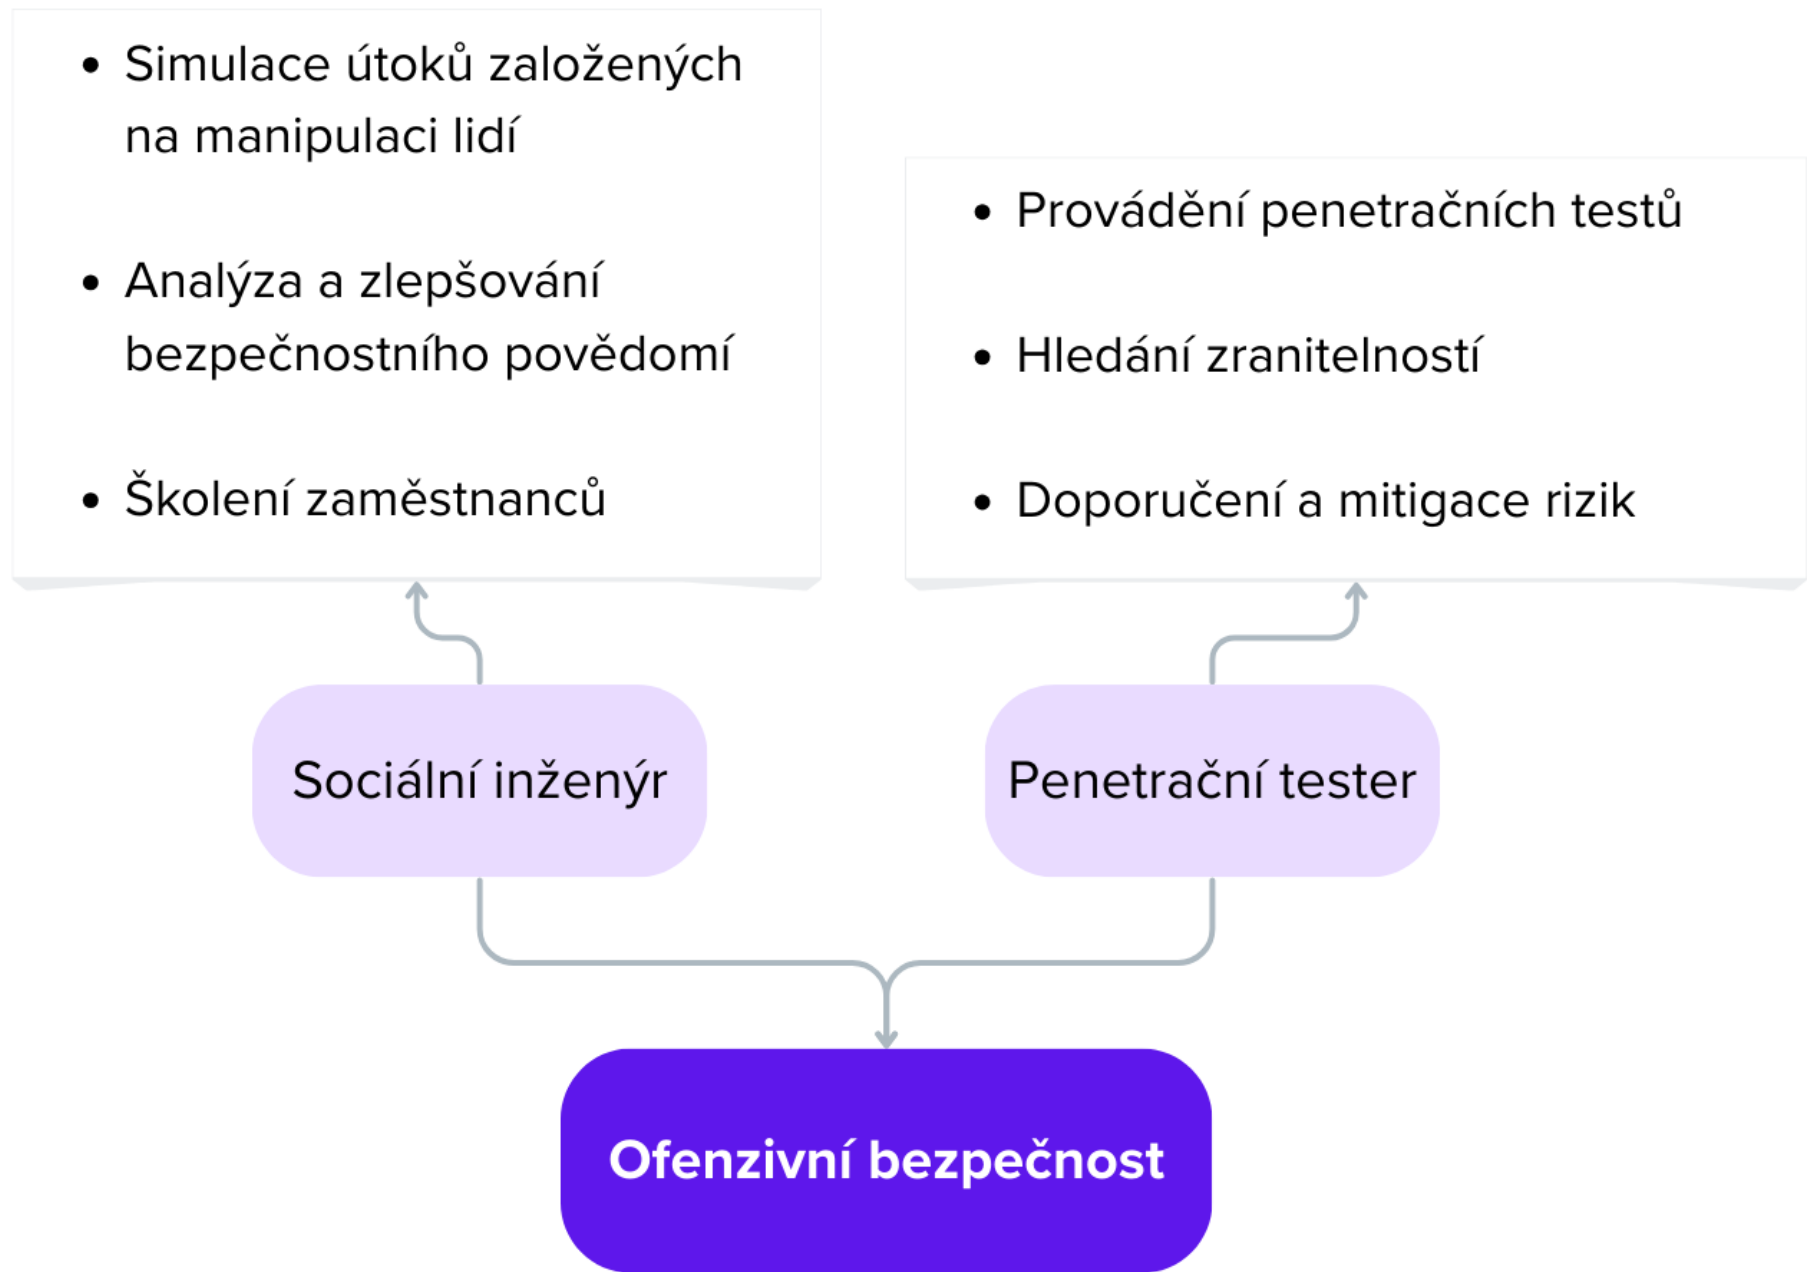 • Simulace útoků založených
na manipulaci lidí
• Analýza a zlepšování
bezpečnostního povědomí
• Školení zaměstnanců
• Provádění penetračních testů
• Hledání zranitelností
• Doporučení a mitigace rizik
Sociální inženýr
Penetrační tester
Ofenzivní bezpečnost